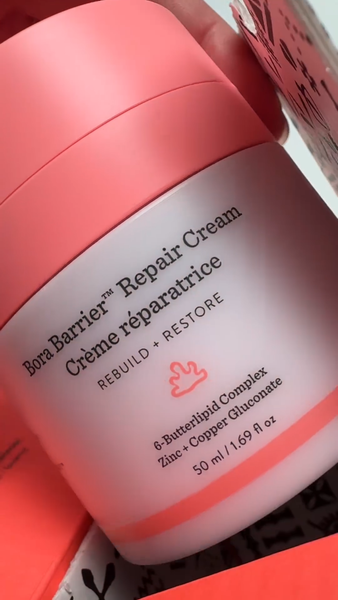 Bora Barrier™ Repair Cream
Crème réparatrice
REBUILD + RESTORE
6-Butterlipid Complex
Zinc + Copper Gluconate
50 ml / 1.69 fl oz